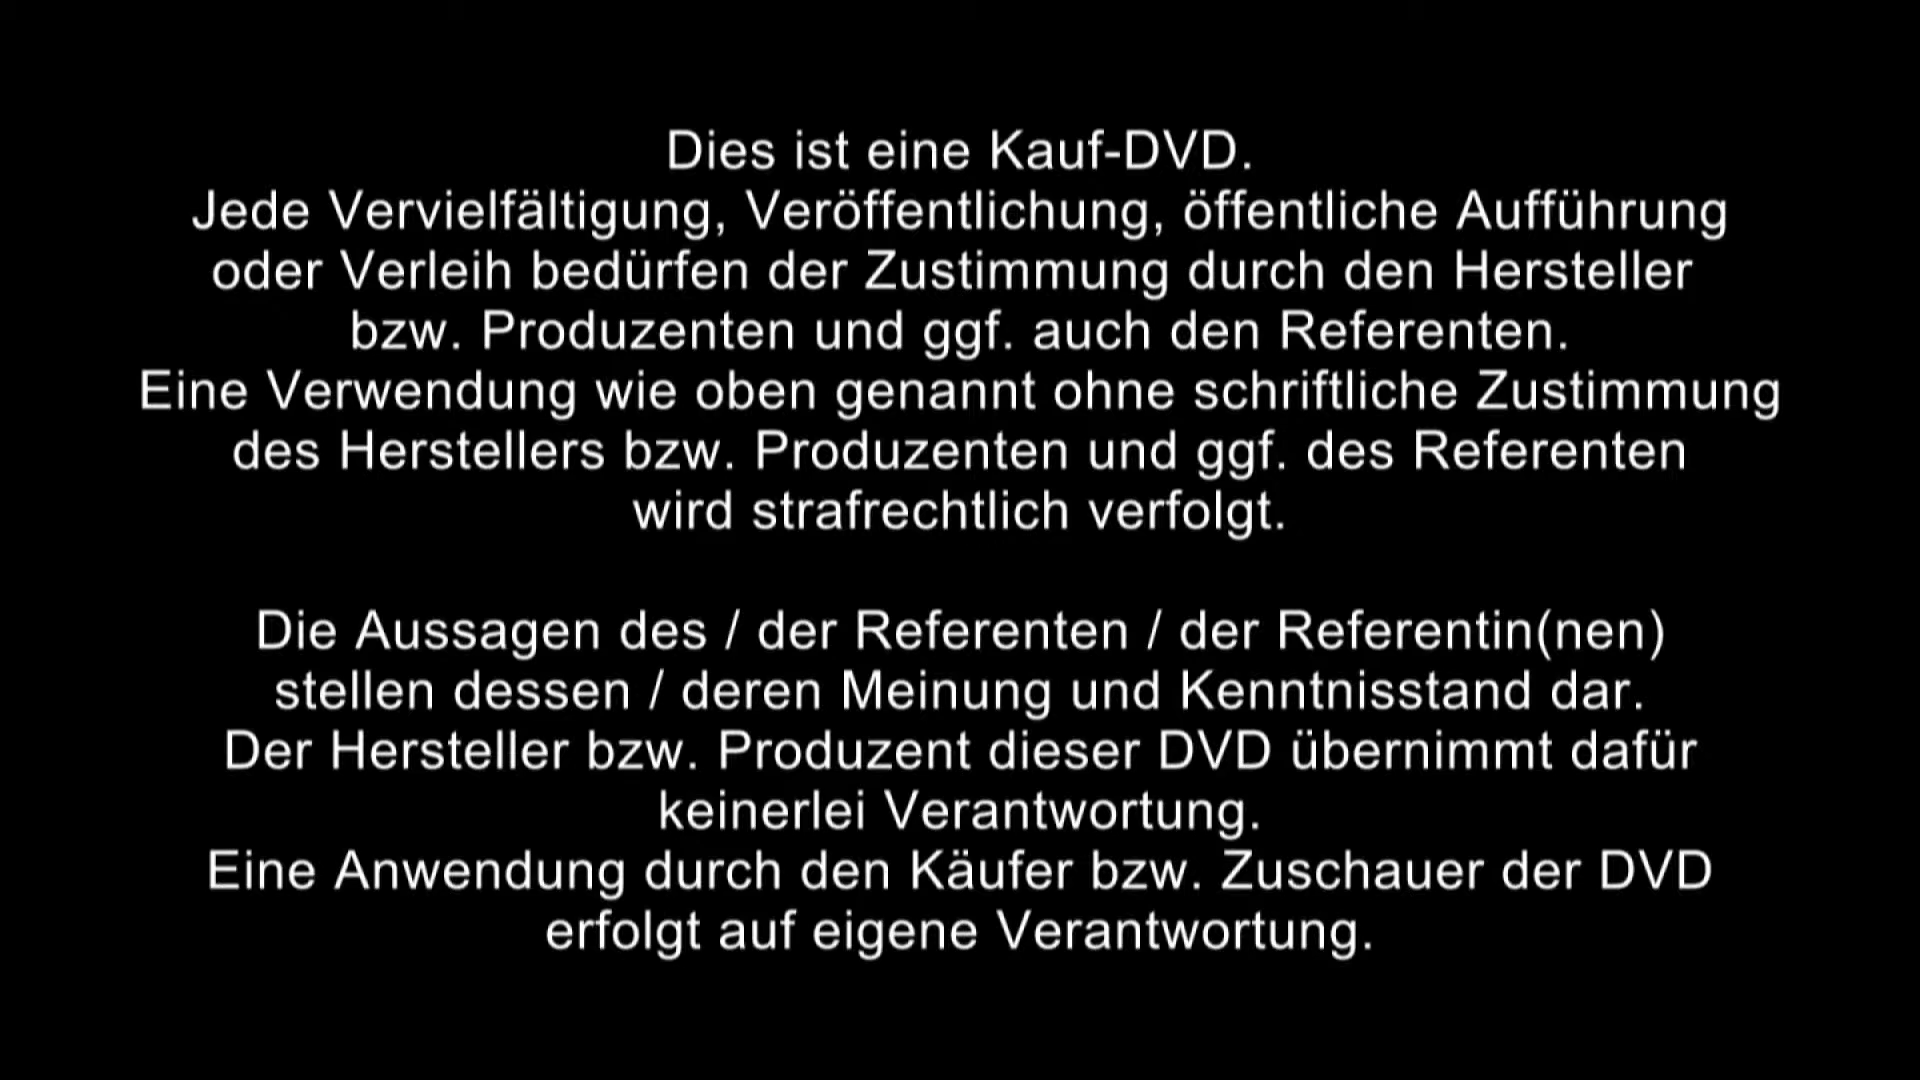 Dies ist eine Kauf-DVD.
Jede Vervielfältigung, Veröffentlichung, öffentliche Aufführung
oder Verleih bedürfen der Zustimmung durch den Hersteller
bzw. Produzenten und ggf. auch den Referenten.
Eine Verwendung wie oben genannt ohne schriftliche Zustimmung
des Herstellers bzw. Produzenten und ggf. des Referenten
wird strafrechtlich verfolgt.
Die Aussagen des / der Referenten / der Referentin(nen)
stellen dessen / deren Meinung und Kenntnisstand dar.
Der Hersteller bzw. Produzent dieser DVD übernimmt dafür
keinerlei Verantwortung.
Eine Anwendung durch den Käufer bzw. Zuschauer der DVD
erfolgt auf eigene Verantwortung.